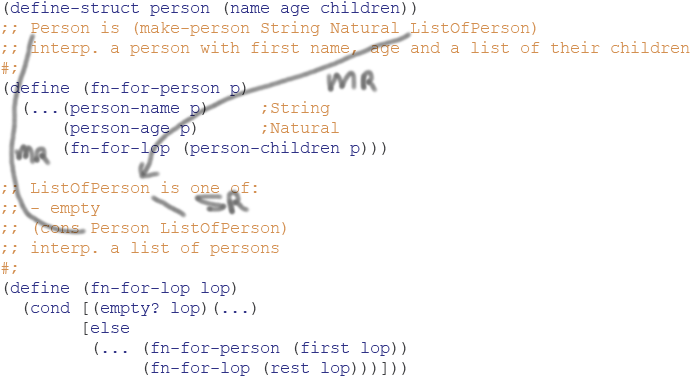 (define-struct person (name age children))
;; Person is (make-person String Natural ListOfPerson)
;; interp. a person with first name, age and a list of their children
#;
(define (fn-for-person p)
MR
(...(person-name p) ;String
(person-age p) ;Natural
MR (fn-for-lop (person-children p)))
;; ListOfPerson is one of:
;; - empty SR
;; (cons Person ListOfPerson)
;; interp. a list of persons
#;
(define (fn-for-lop lop)
(cond [(empty? lop)(...)
[else
(... (fn-for-person (first lop))
(fn-for-lop (rest lop)))]))